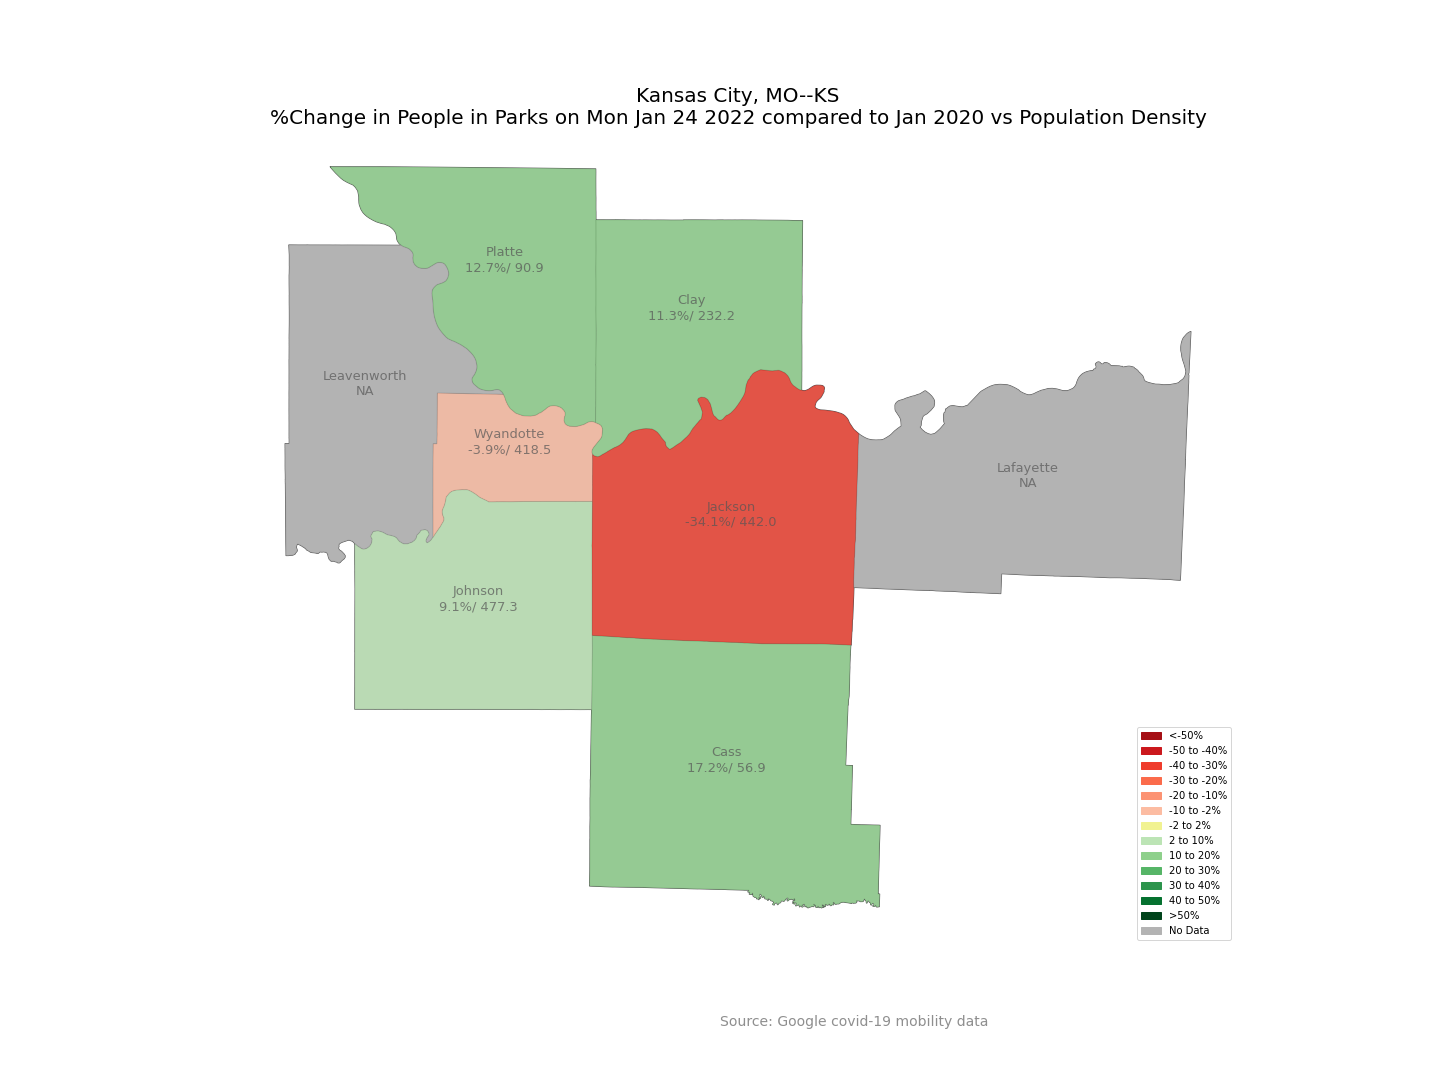 Kansas City, MO--KS
%Change in People in Parks on Mon Jan 24 2022 compared to Jan 2020 vs Population Density
Platte
12.7%/ 90.9
Clay
11.3%/ 232.2
Leavenworth
NA
Wyandotte
-3.9%/ 418.5
Lafayette
NA
Jackson
-34.1%/ 442.0
Johnson
9.1%/ 477.3
Cass
17.2%/ 56.9
<-50%
-50 to -40%
-40 to -30%
-30 to -20%
-20 to -10%
-10 to -2%
-2 to 2%
2 to 10%
10 to 20%
20 to 30%
30 to 40%
40 to 50%
>50%
No Data
Source: Google covid-19 mobility data